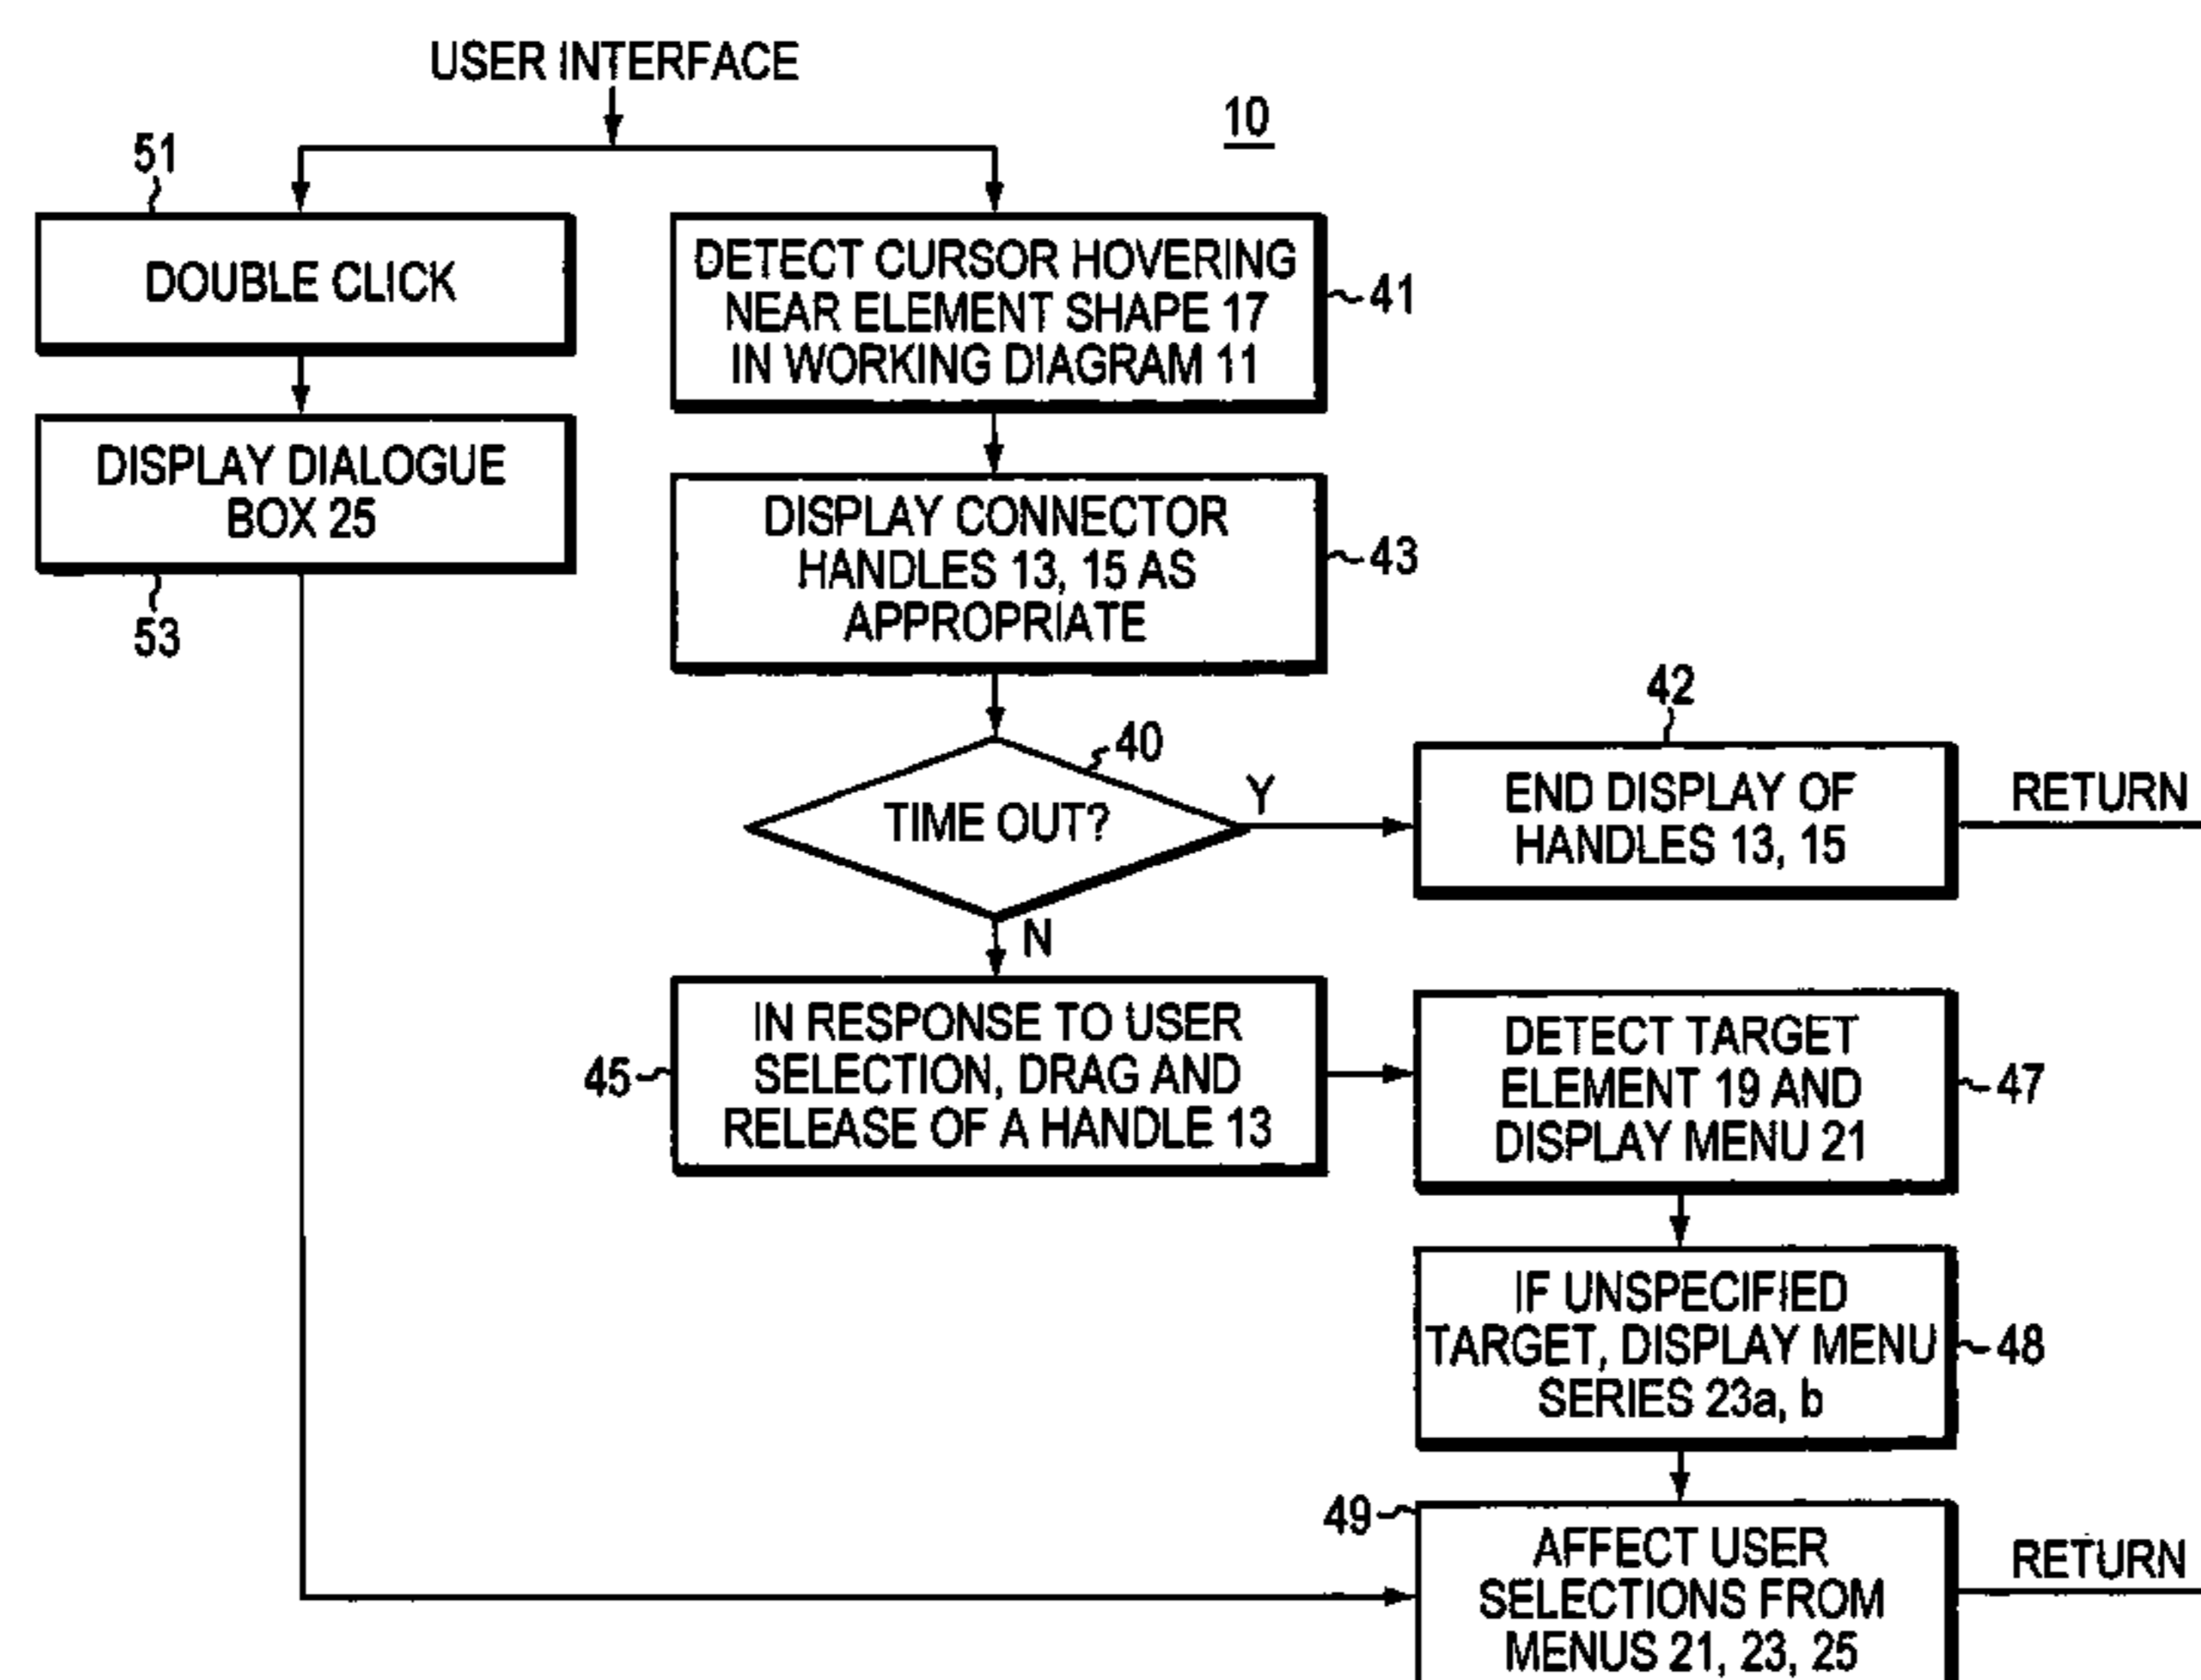 USER INTERFACE
10
51
DOUBLE CLICK
DETECT CURSOR HOVERING
NEAR ELEMENT SHAPE 17
IN WORKING DIAGRAM 11
41
DISPLAY DIALOGUE
BOX 25
53
DISPLAY CONNECTOR
HANDLES 13, 15 AS
APPROPRIATE
43
40
TIME OUT?
Y
N
42
END DISPLAY OF
HANDLES 13, 15
RETURN
45
IN RESPONSE TO USER
SELECTION, DRAG AND
RELEASE OF A HANDLE 13
DETECT TARGET
ELEMENT 19 AND
DISPLAY MENU 21
47
IF UNSPECIFIED
TARGET, DISPLAY MENU
SERIES 23a, b
48
49
AFFECT USER
SELECTIONS FROM
MENUS 21, 23, 25
RETURN